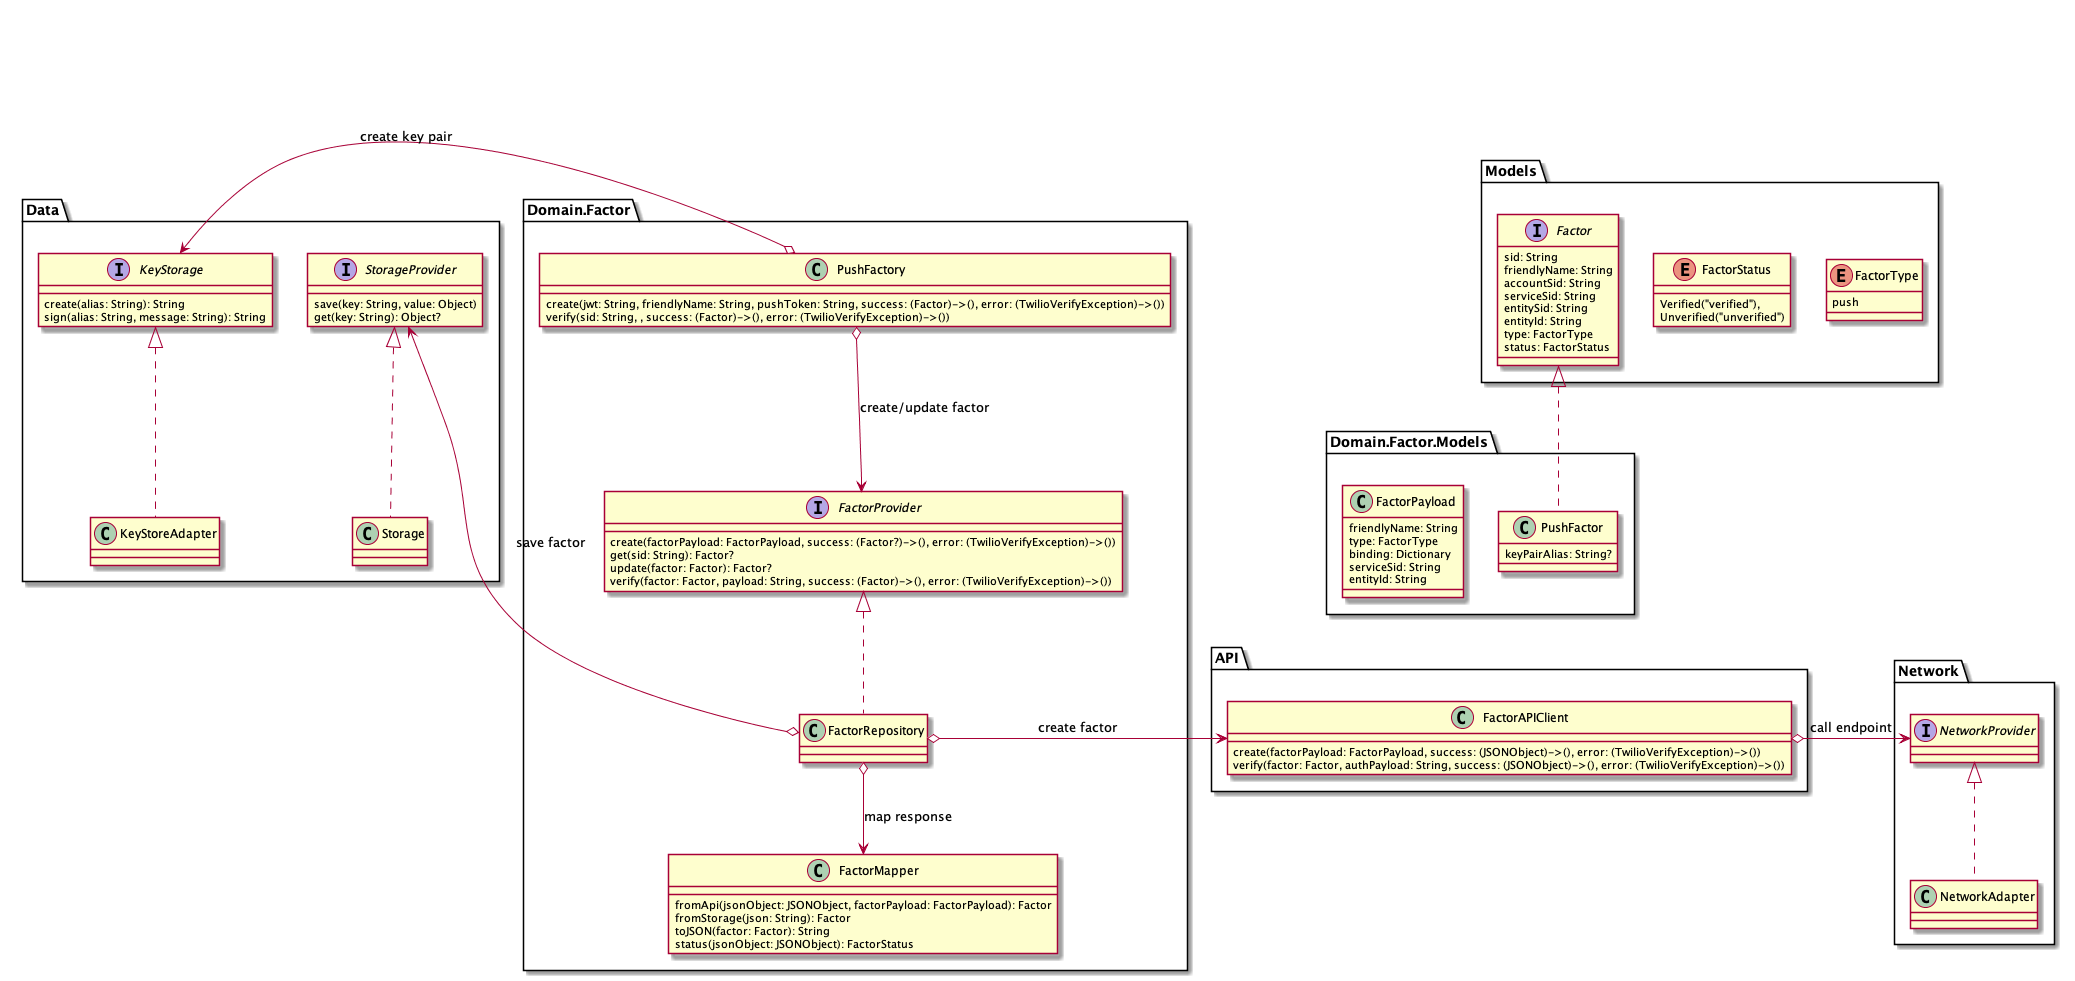 create key pair
Data
I KeyStorage
create(alias: String): String
sign(alias: String, message: String): String
I StorageProvider
save(key: String, value: Object)
get(key: String): Object?
C KeyStoreAdapter
C Storage
save factor
Domain.Factor
C PushFactory
create(jwt: String, friendlyName: String, pushToken: String, success: (Factor)->(), error: (TwilioVerifyException)->())
verify(sid: String, , success: (Factor)->(), error: (TwilioVerifyException)->())
create/update factor
I FactorProvider
create(factorPayload: FactorPayload, success: (Factor?)->(), error: (TwilioVerifyException)->())
get(sid: String): Factor?
update(factor: Factor): Factor?
verify(factor: Factor, payload: String, success: (Factor)->(), error: (TwilioVerifyException)->())
C FactorRepository
create factor
map response
C FactorMapper
fromApi(jsonObject: JSONObject, factorPayload: FactorPayload): Factor
fromStorage(json: String): Factor
toJSON(factor: Factor): String
status(jsonObject: JSONObject): FactorStatus
Models
I Factor
sid: String
friendlyName: String
accountSid: String
serviceSid: String
entitySid: String
entityId: String
type: FactorType
status: FactorStatus
E FactorStatus
Verified("verified"),
Unverified("unverified")
E FactorType
push
Domain.Factor.Models
C FactorPayload
friendlyName: String
type: FactorType
binding: Dictionary
serviceSid: String
entityId: String
C PushFactor
keyPairAlias: String?
API
C FactorAPIClient
create(factorPayload: FactorPayload, success: (JSONObject)->(), error: (TwilioVerifyException)->())
verify(factor: Factor, authPayload: String, success: (JSONObject)->(), error: (TwilioVerifyException)->())
call endpoint
Network
I NetworkProvider
C NetworkAdapter